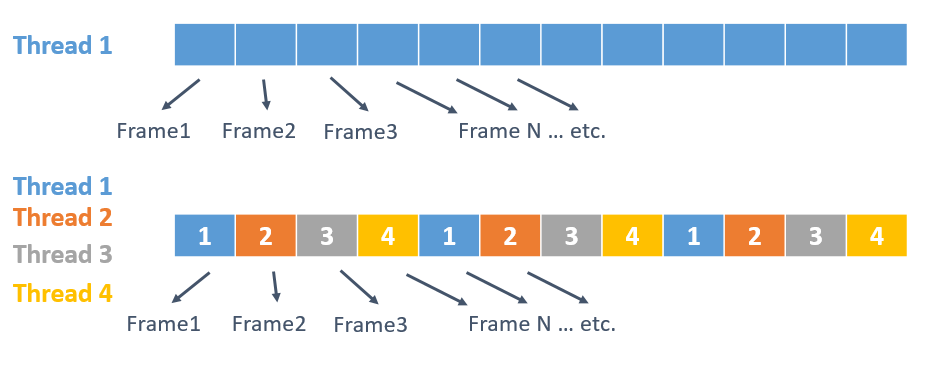 Thread 1
Frame1 Frame2 Frame3 Frame N ... etc.
Thread 1
Thread 2
1 2 3 4 1 2 3 4 1 2 3 4
Thread 3
Thread 4
Frame1 Frame2 Frame3 Frame N ... etc.